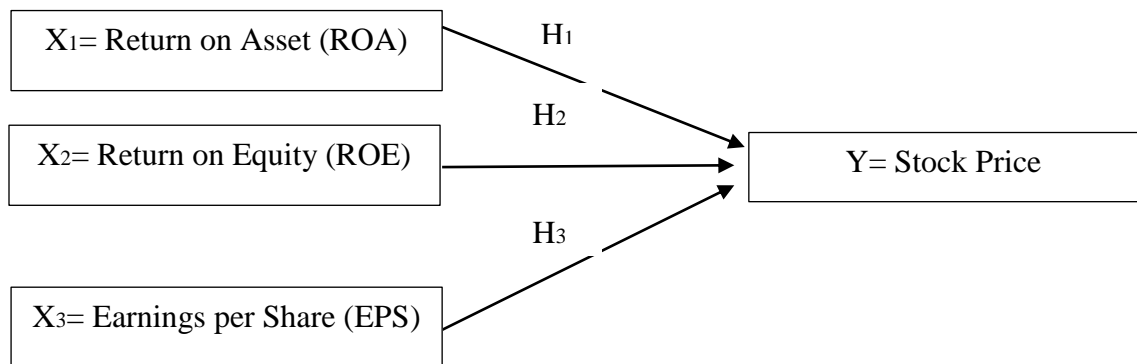 X1= Return on Asset (ROA)
H1
H2
X2= Return on Equity (ROE)
Y= Stock Price
H3
X3= Earnings per Share (EPS)